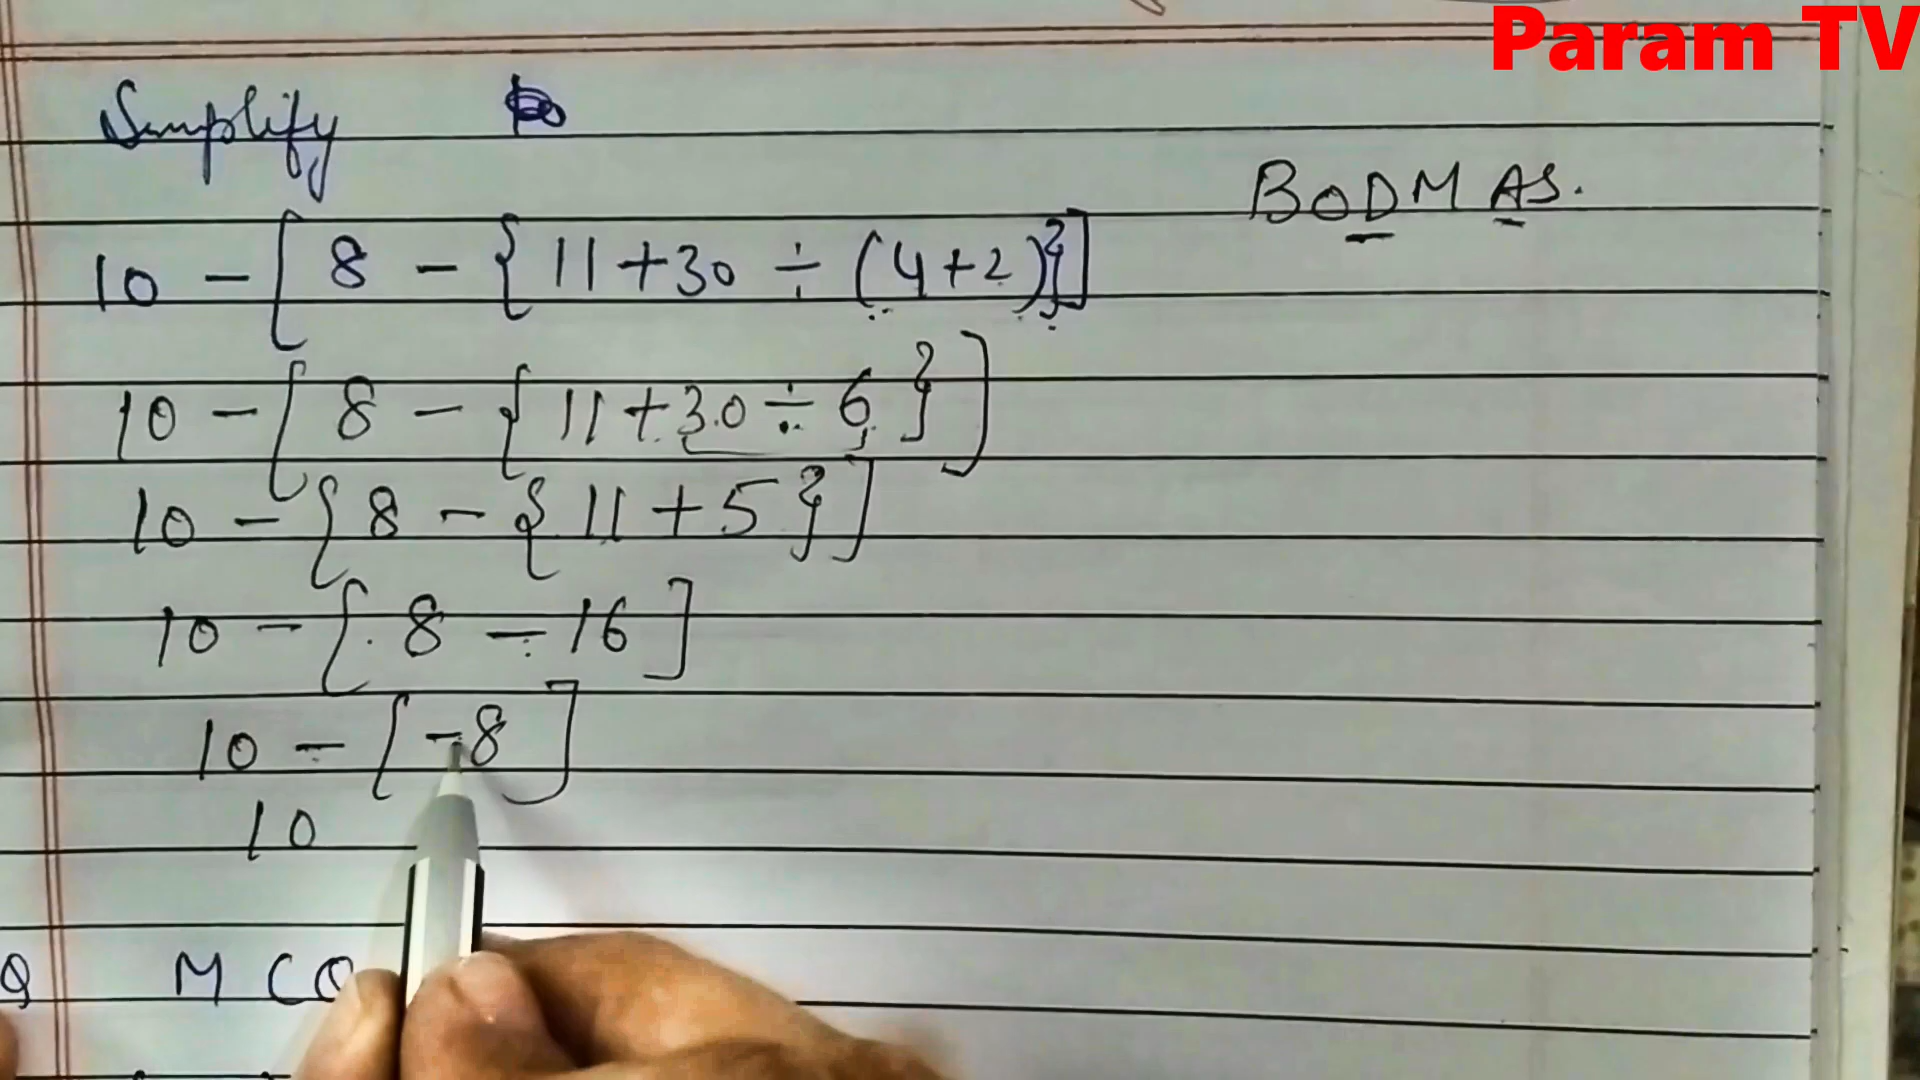 Param TV
Simplify
BODMAS.
10 - [ 8 - { 11 + 30 ÷ (4+2)}]
10 - [ 8 - { 11 + 30 ÷ 6 } ]
10 - { 8 - { 11 + 5 } ]
10 - [ 8 - 16 ]
10 - [ -8 ]
10
Q MCQ